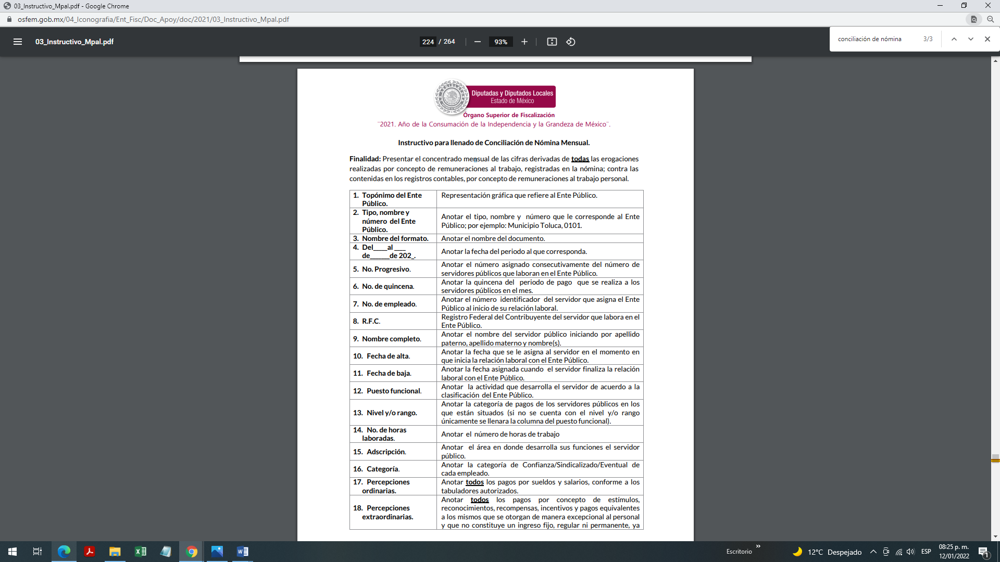 03_Instructivo_Mpal.pdf - Google Chrome
osfem.gob.mx/04_Iconografia/Ent_Fisc/Doc_Apoy/doc/2021/03_Instructivo_Mpal.pdf
03_Instructivo_Mpal.pdf
224 / 264
93%
conciliación de nómina 3/3
Diputadas y Diputados Locales
Estado de México
Órgano Superior de Fiscalización
¨2021. Año de la Consumación de la Independencia y la Grandeza de México¨.
Instructivo para llenado de Conciliación de Nómina Mensual.
Finalidad: Presentar el concentrado mensual de las cifras derivadas de todas las erogaciones
realizadas por concepto de remuneraciones al trabajo, registradas en la nómina; contra las
contenidas en los registros contables, por concepto de remuneraciones al trabajo personal.
1. Topónimo del Ente
Público.
Representación gráfica que refiere al Ente Público.
2. Tipo, nombre y
número del Ente
Público.
Anotar el tipo, nombre y número que le corresponde al Ente
Público; por ejemplo: Municipio Toluca, 0101.
3. Nombre del formato.
Anotar el nombre del documento.
4. Del_____al ____
de_______de 202_.
Anotar la fecha del periodo al que corresponda.
5. No. Progresivo.
Anotar el número asignado consecutivamente del número de
servidores públicos que laboran en el Ente Público.
6. No. de quincena.
Anotar la quincena del periodo de pago que se realiza a los
servidores públicos en el mes.
7. No. de empleado.
Anotar el número identificador del servidor que asigna el Ente
Público al inicio de su relación laboral.
8. R.F.C.
Registro Federal del Contribuyente del servidor que labora en el
Ente Público.
9. Nombre completo.
Anotar el nombre del servidor público iniciando por apellido
paterno, apellido materno y nombre(s).
10. Fecha de alta.
Anotar la fecha que se le asigna al servidor en el momento en
que inicia la relación laboral con el Ente Público.
11. Fecha de baja.
Anotar la fecha asignada cuando el servidor finaliza la relación
laboral con el Ente Público.
12. Puesto funcional.
Anotar la actividad que desarrolla el servidor de acuerdo a la
clasificación del Ente Público.
13. Nivel y/o rango.
Anotar la categoría de pagos de los servidores públicos en los
que están situados (si no se cuenta con el nivel y/o rango
únicamente se llenara la columna del puesto funcional).
14. No. de horas
laboradas.
Anotar el número de horas de trabajo
15. Adscripción.
Anotar el área en donde desarrolla sus funciones el servidor
público.
16. Categoría.
Anotar la categoría de Confianza/Sindicalizado/Eventual de
cada empleado.
17. Percepciones
ordinarias.
Anotar todos los pagos por sueldos y salarios, conforme a los
tabuladores autorizados.
18. Percepciones
extraordinarias.
Anotar todos los pagos por concepto de estímulos,
reconocimientos, recompensas, incentivos y pagos equivalentes
a los mismos que se otorgan de manera excepcional al personal
y que no constituye un ingreso fijo, regular ni permanente, ya
Escritorio
12°C Despejado
ESP
08:25 p. m.
12/01/2022
1